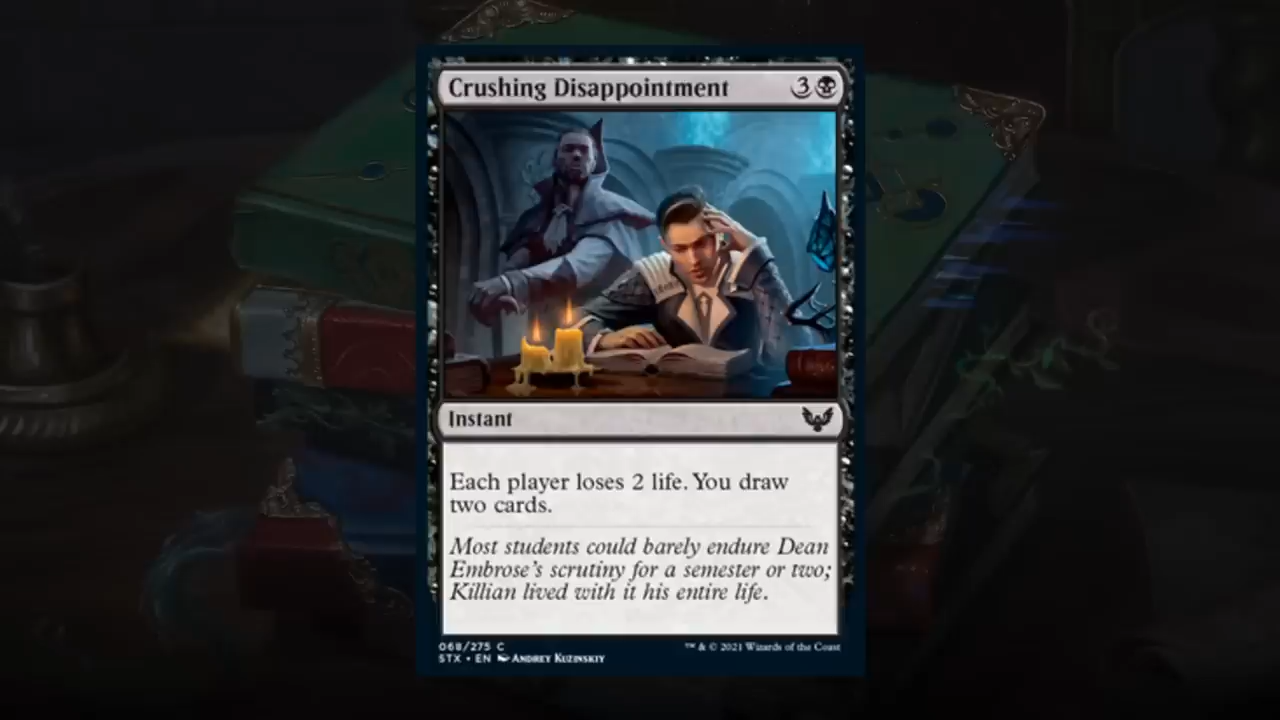 Crushing Disappointment 3
Instant
Each player loses 2 life. You draw
two cards.
Most students could barely endure Dean
Embrose's scrutiny for a semester or two;
Killian lived with it his entire life.
068/275 C
STX • EN Andrey Kuzinskiy
™ & © 2021 Wizards of the Coast